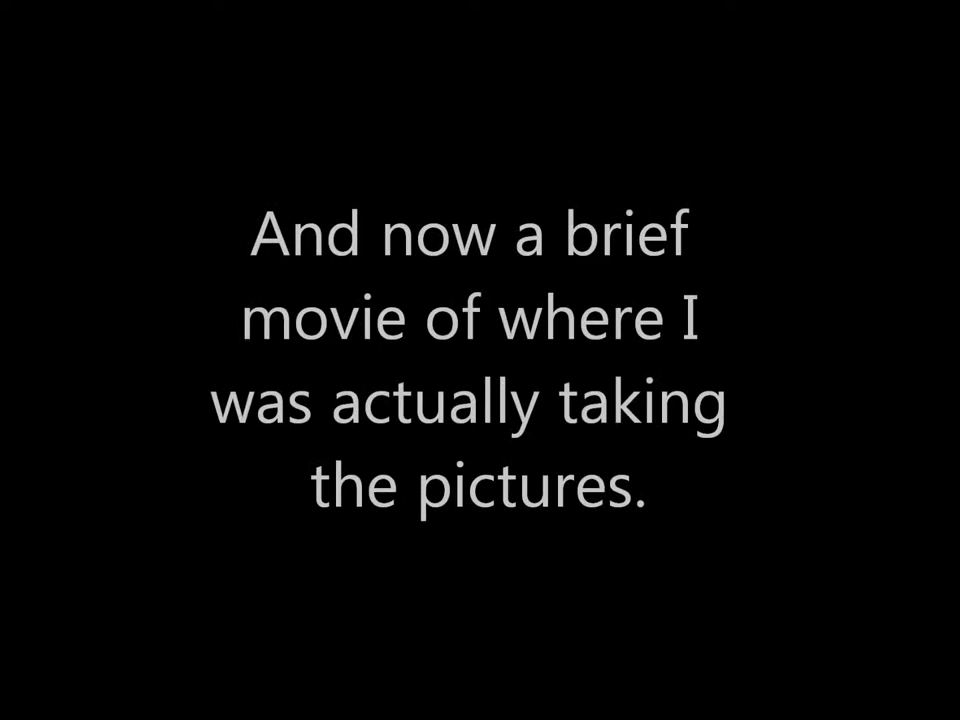 And now a brief
movie of where I
was actually taking
the pictures.